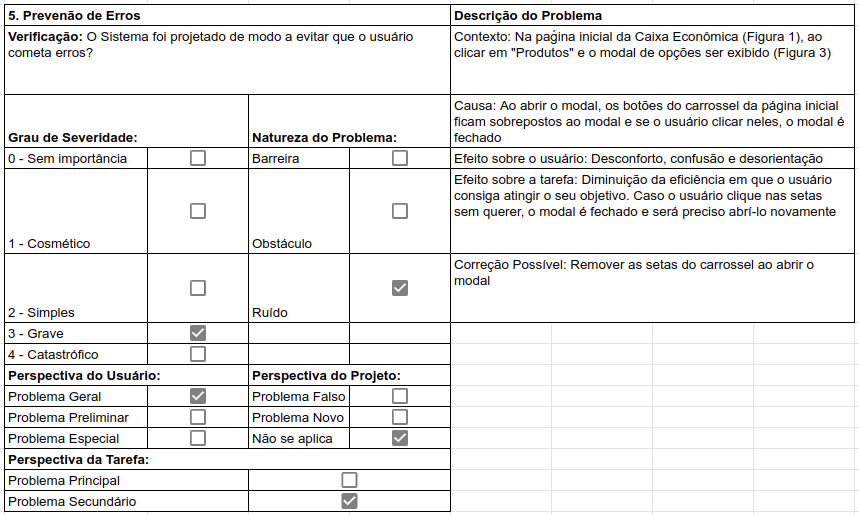 5. Prevenão de Erros
Descrição do Problema
Verificação: O Sistema foi projetado de modo a evitar que o usuário
cometa erros?
Contexto: Na paǵina inicial da Caixa Econômica (Figura 1), ao
clicar em "Produtos" e o modal de opções ser exibido (Figura 3)
Grau de Severidade:
Natureza do Problema:
Causa: Ao abrir o modal, os botões do carrossel da página inicial
ficam sobrepostos ao modal e se o usuário clicar neles, o modal é
fechado
0 - Sem importância
Barreira
Efeito sobre o usuário: Desconforto, confusão e desorientação
1 - Cosmético
Obstáculo
Efeito sobre a tarefa: Diminuição da eficiência em que o usuário
consiga atingir o seu objetivo. Caso o usuário clique nas setas
sem querer, o modal é fechado e será preciso abrí-lo novamente
2 - Simples
Ruído
Correção Possível: Remover as setas do carrossel ao abrir o
modal
3 - Grave
4 - Catastrófico
Perspectiva do Usuário:
Perspectiva do Projeto:
Problema Geral
Problema Falso
Problema Preliminar
Problema Novo
Problema Especial
Não se aplica
Perspectiva da Tarefa:
Problema Principal
Problema Secundário